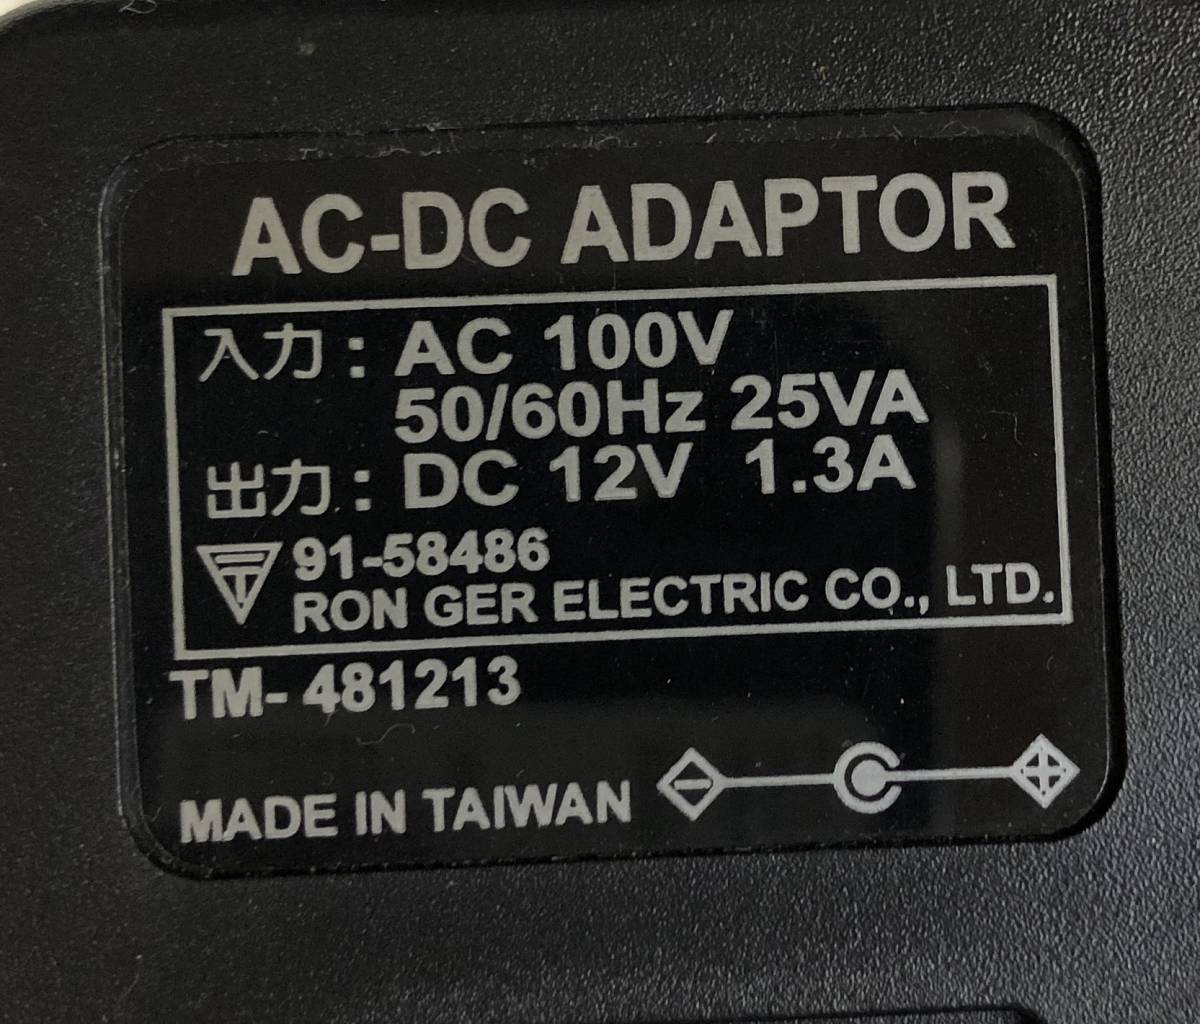 AC-DC ADAPTOR
入力 : AC 100V
50/60Hz 25VA
出力 : DC 12V 1.3A
91-58486
RON GER ELECTRIC CO., LTD.
TM- 481213
MADE IN TAIWAN